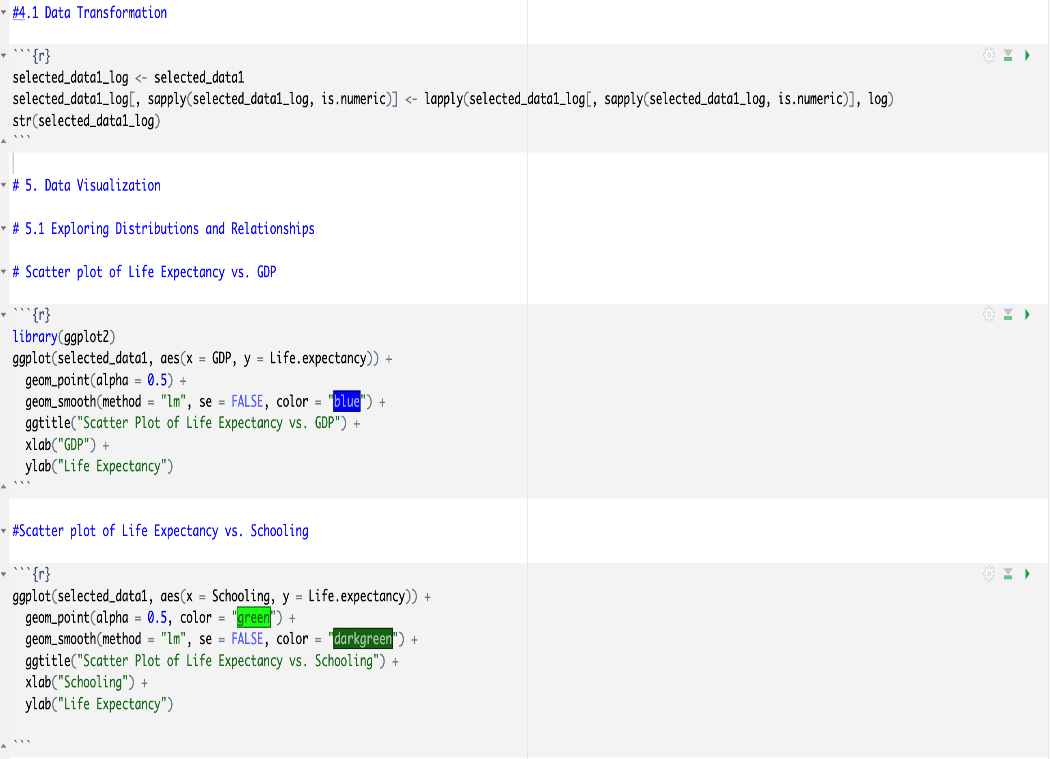 #4.1 Data Transformation
```{r}
selected_data1_log <- selected_data1
selected_data1_log[, sapply(selected_data1_log, is.numeric)] <- lapply(selected_data1_log[, sapply(selected_data1_log, is.numeric)], log)
str(selected_data1_log)
```
# 5. Data Visualization
# 5.1 Exploring Distributions and Relationships
# Scatter plot of Life Expectancy vs. GDP
```{r}
library(ggplot2)
ggplot(selected_data1, aes(x = GDP, y = Life.expectancy)) +
  geom_point(alpha = 0.5) +
  geom_smooth(method = "lm", se = FALSE, color = "blue") +
  ggtitle("Scatter Plot of Life Expectancy vs. GDP") +
  xlab("GDP") +
  ylab("Life Expectancy")
```
#Scatter plot of Life Expectancy vs. Schooling
```{r}
ggplot(selected_data1, aes(x = Schooling, y = Life.expectancy)) +
  geom_point(alpha = 0.5, color = "green") +
  geom_smooth(method = "lm", se = FALSE, color = "darkgreen") +
  ggtitle("Scatter Plot of Life Expectancy vs. Schooling") +
  xlab("Schooling") +
  ylab("Life Expectancy")
```